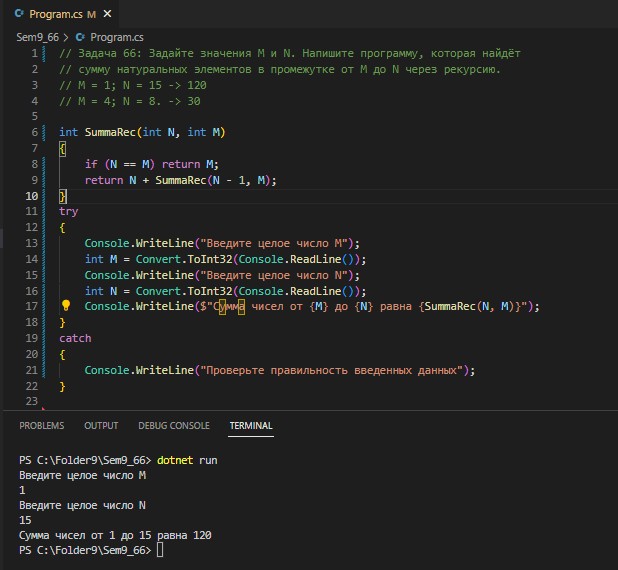 Program.cs M
Sem9_66 > Program.cs
1 // Задача 66: Задайте значения M и N. Напишите программу, которая найдёт
2 // сумму натуральных элементов в промежутке от M до N через рекурсию.
3 // M = 1; N = 15 -> 120
4 // M = 4; N = 8. -> 30
5
6 int SummaRec(int N, int M)
7 {
8 if (N == M) return M;
9 return N + SummaRec(N - 1, M);
10 }
11 try
12 {
13 Console.WriteLine("Введите целое число M");
14 int M = Convert.ToInt32(Console.ReadLine());
15 Console.WriteLine("Введите целое число N");
16 int N = Convert.ToInt32(Console.ReadLine());
17 Console.WriteLine($"Сумма чисел от {M} до {N} равна {SummaRec(N, M)}");
18 }
19 catch
20 {
21 Console.WriteLine("Проверьте правильность введенных данных");
22 }
23
PROBLEMS OUTPUT DEBUG CONSOLE TERMINAL
PS C:\Folder9\Sem9_66> dotnet run
Введите целое число M
1
Введите целое число N
15
Сумма чисел от 1 до 15 равна 120
PS C:\Folder9\Sem9_66>